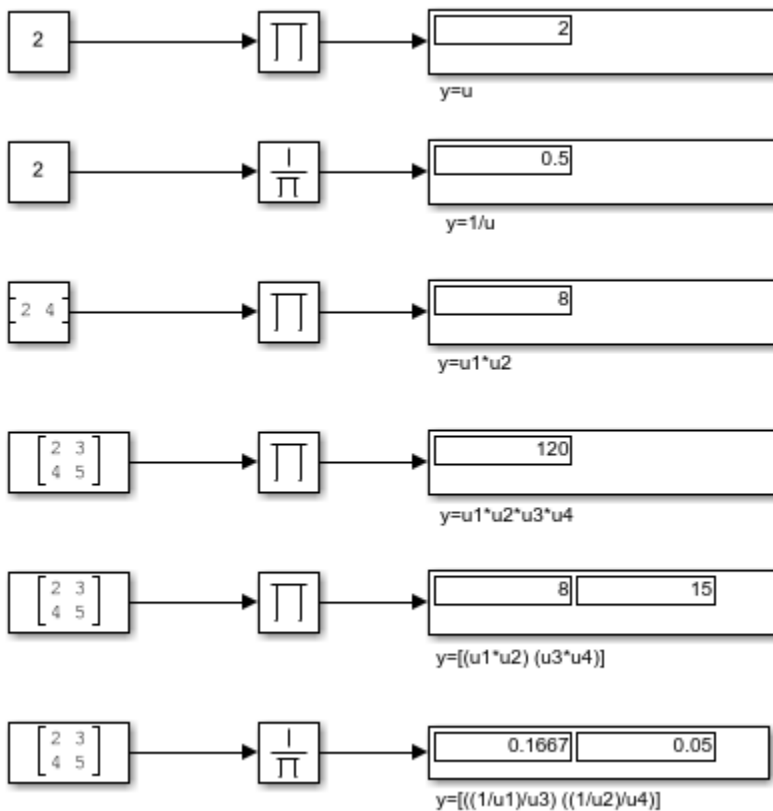 2 ∏ 2
y=u
2 1/∏ 0.5
y=1/u
[2 4] ∏ 8
y=u1*u2
[2 3 ∏ 120
4 5]
y=u1*u2*u3*u4
[2 3 ∏ 8 15
4 5]
y=[(u1*u2) (u3*u4)]
[2 3 1/∏ 0.1667 0.05
4 5]
y=[((1/u1)/u3) ((1/u2)/u4)]